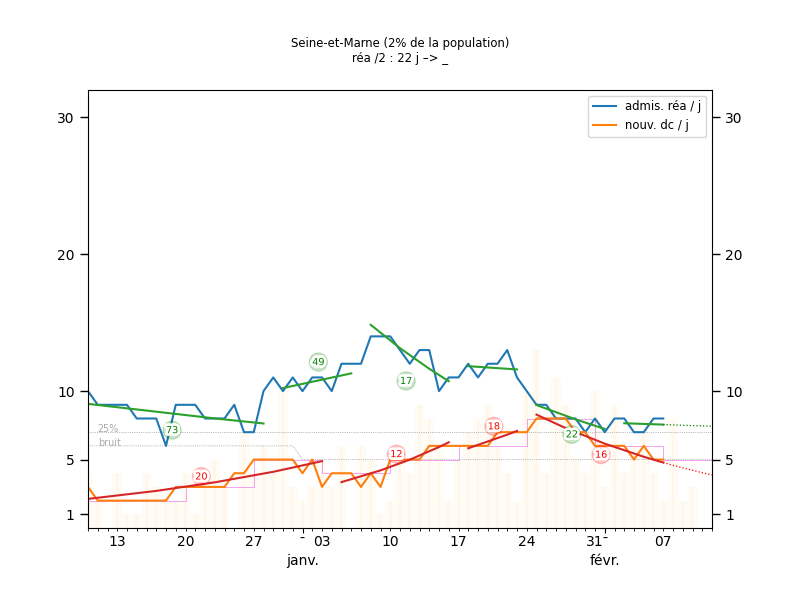 Seine-et-Marne (2% de la population)
réa /2 : 22 j –> _
admis. réa / j
nouv. dc / j
30 30
20 20
10 10
5 5
1 1
49
17
73
25%
bruit
18
22
12
16
20
13 20 27 - 03 10 17 24 31 - 07
janv. févr.